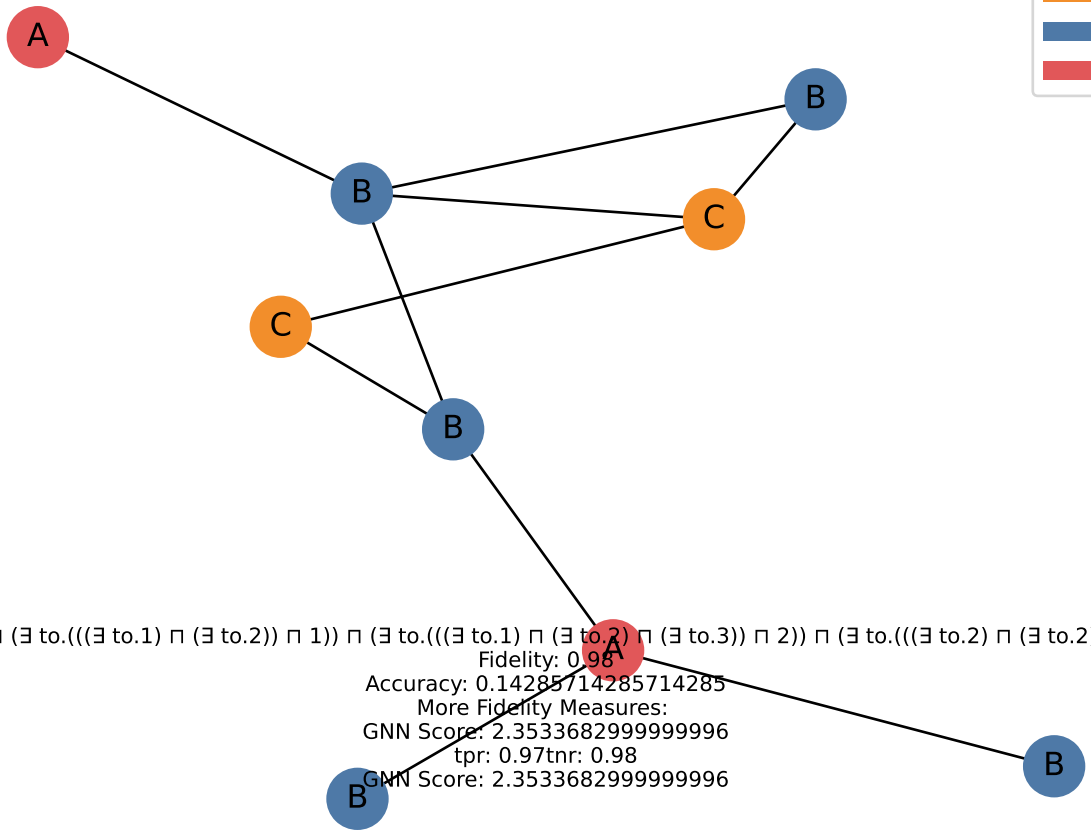 A
B
B
C
C
B
(∃ to.(((∃ to.1) ⊓ (∃ to.2)) ⊓ 1)) ⊓ (∃ to.(((∃ to.1) ⊓ (∃ to.2) ⊓ (∃ to.3)) ⊓ 2)) ⊓ (∃ to.(((∃ to.2) ⊓ (∃ to.2
A
Fidelity: 0.98
Accuracy: 0.14285714285714285
More Fidelity Measures:
GNN Score: 2.3533682999999996
tpr: 0.97tnr: 0.98
B
GNN Score: 2.3533682999999996
B